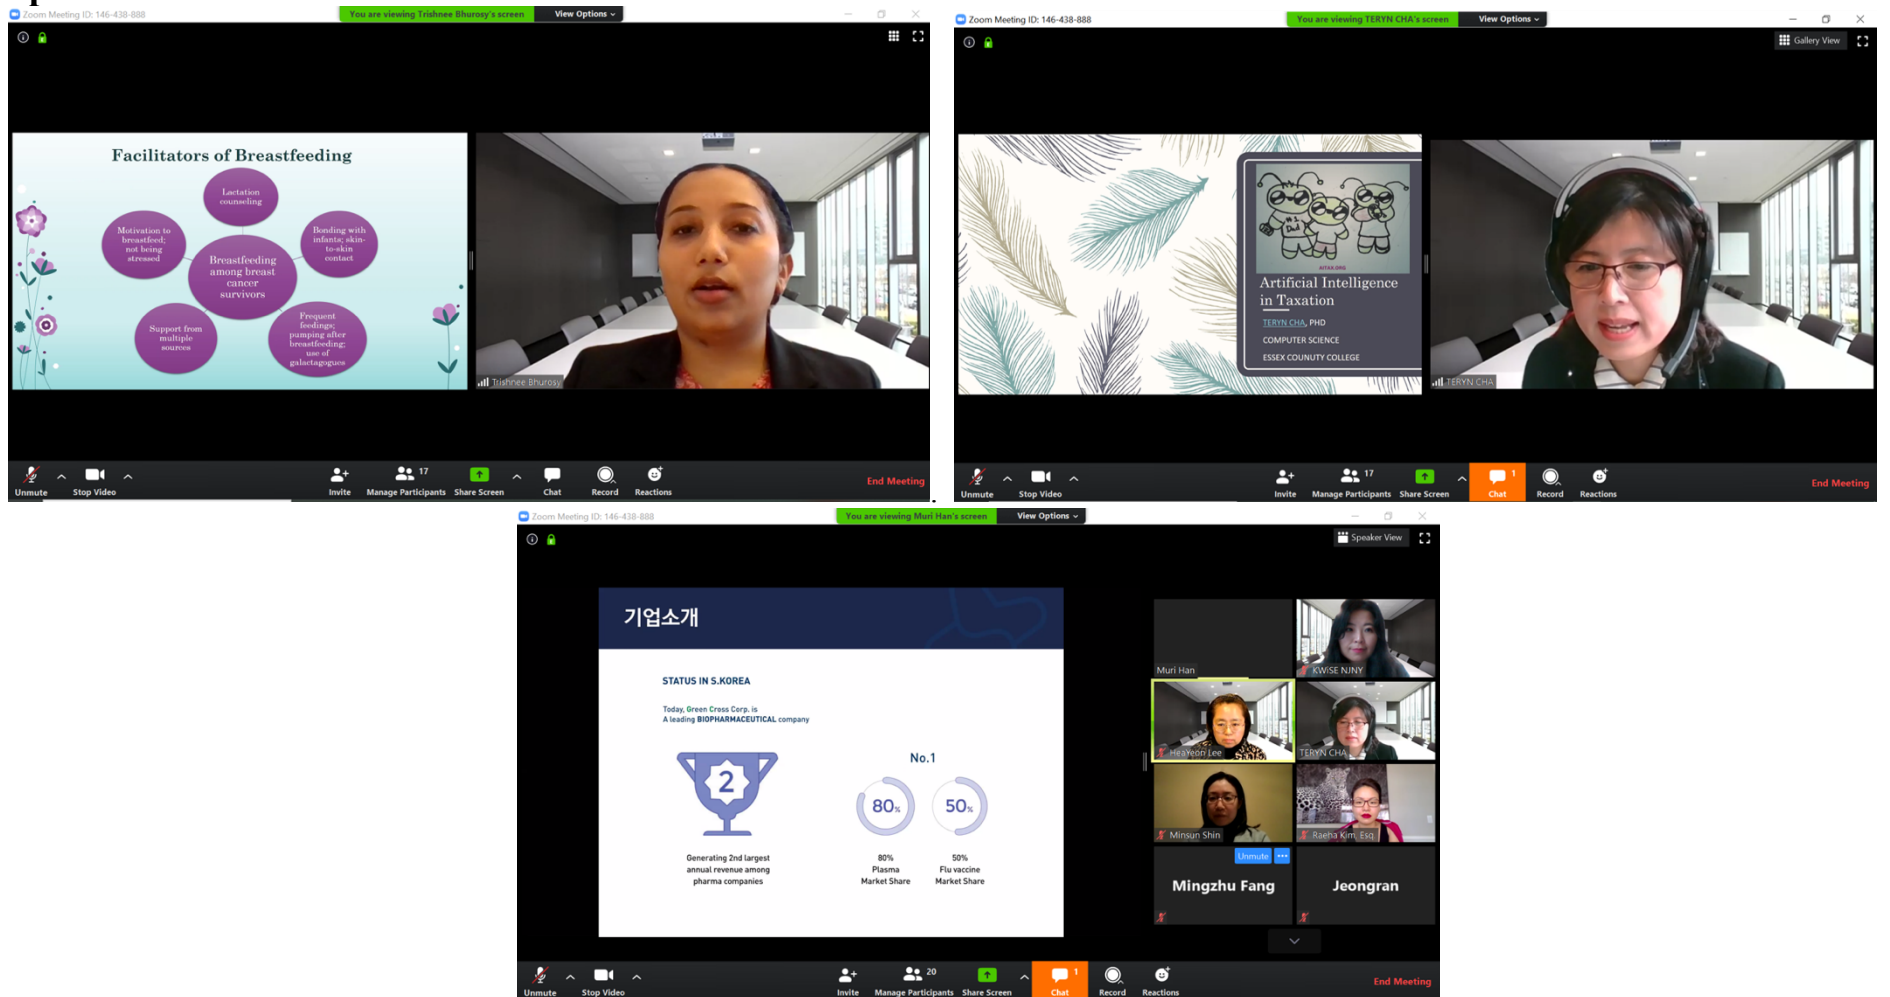 Zoom Meeting ID: 146-438-888
You are viewing Trishnee Bhurosy's screen
View Options
Facilitators of Breastfeeding
Lactation
counseling
Motivation to
breastfeed;
not being
stressed
Bonding with
infants; skin-
to-skin
contact
Breastfeeding
among breast
cancer
survivors
Support from
multiple
sources
Frequent
feedings;
pumping after
breastfeeding;
use of
galactagogues
Trishnee Bhurosy
Unmute
Stop Video
Invite
17
Manage Participants
Share Screen
Chat
Record
Reactions
End Meeting
Zoom Meeting ID: 146-438-888
You are viewing TERYN CHA's screen
View Options
Gallery View
AITAX.ORG
Artificial Intelligence
in Taxation
TERYN CHA, PHD
COMPUTER SCIENCE
ESSEX COUNUTY COLLEGE
TERYN CHA
Unmute
Stop Video
Invite
17
Manage Participants
Share Screen
1
Chat
Record
Reactions
End Meeting
Zoom Meeting ID: 146-438-888
You are viewing Muri Han's screen
View Options
Speaker View
기업소개
STATUS IN S.KOREA
Today, Green Cross Corp. is
A leading BIOPHARMACEUTICAL company
2
Generating 2nd largest
annual revenue among
pharma companies
No.1
80%
50%
80%
Plasma
Market Share
50%
Flu vaccine
Market Share
Muri Han
KWiSE NJNY
HeaYeon Lee
TERYN CHA
Minsun Shin
Raeha Kim, Esq
Unmute
Mingzhu Fang
Jeongran
Unmute
Stop Video
Invite
20
Manage Participants
Share Screen
1
Chat
Record
Reactions
End Meeting